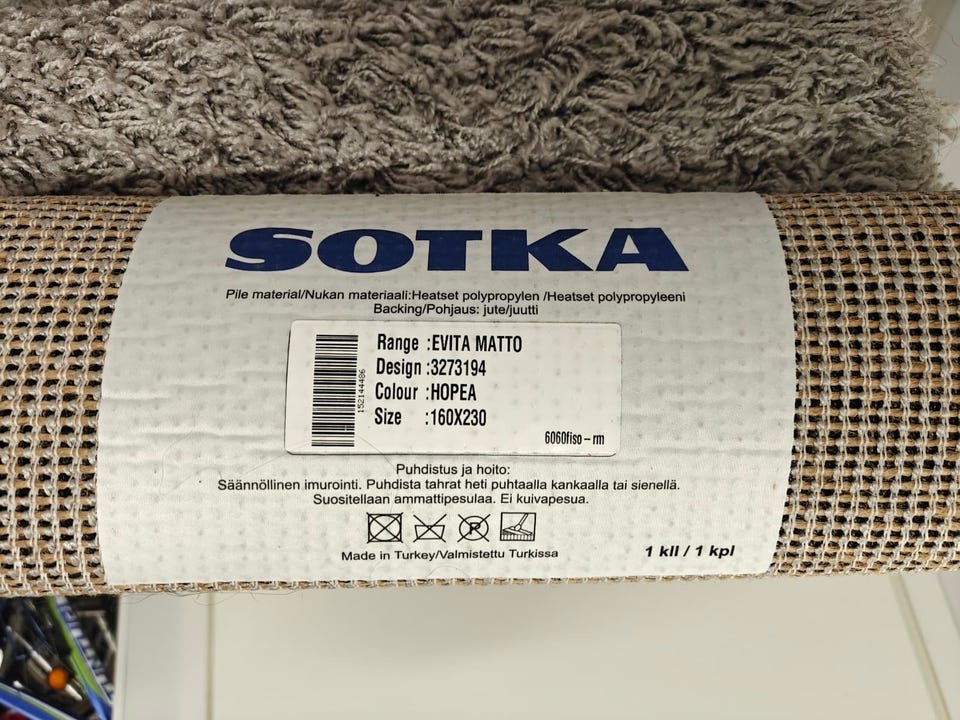 SOTKA
Pile material/Nukan materiaali:Heatset polypropylen /Heatset polypropyleeni
Backing/Pohjaus: jute/juutti
Range :EVITA MATTO
Design :3273194
Colour :HOPEA
Size :160X230
152144486
6060fiso-rm
Puhdistus ja hoito:
Säännöllinen imurointi. Puhdista tahrat heti puhtaalla kankaalla tai sienellä.
Suositellaan ammattipesulaa. Ei kuivapesua.
P
Made in Turkey/Valmistettu Turkissa
1 kll / 1 kpl